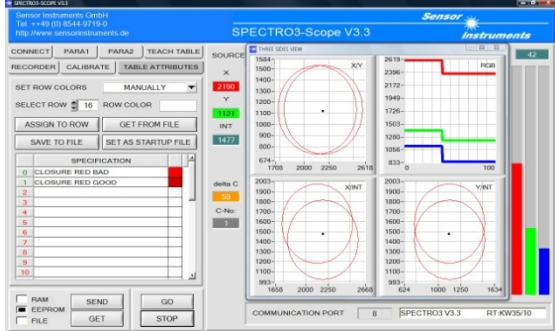 SPECTRO3-Scope V3.3
Sensor Instruments GmbH
Tel. ++49 (0) 8544-9719-0
http://www.sensorinstruments.de
Sensor
Instruments
SPECTRO3-Scope V3.3
CONNECT PARA1 PARA2 TEACH TABLE
RECORDER CALIBRATE TABLE ATTRIBUTES
SET ROW COLORS MANUALLY
SELECT ROW 16 ROW COLOR
ASSIGN TO ROW GET FROM FILE
SAVE TO FILE SET AS STARTUP FILE
SPECIFICATION
0 CLOSURE RED BAD
1 CLOSURE RED GOOD
2
3
4
5
6
7
8
9
10
RAM
EEPROM
FILE
SEND
GET
GO
STOP
SOURCE
X
2190
Y
1121
INT
1477
delta C
59
C-No:
1
THREE SIDES VIEW
X/Y
1584
1500
1400
1300
1200
1100
1000
900
800
674
1708 2000 2250 2618
RGB
2619
2396
2172
1949
1726
1503
1280
1056
833
0 100
X/INT
2003
1900
1800
1700
1600
1500
1400
1300
1200
1100
993
1658 2000 2250 2668
Y/INT
2003
1900
1800
1700
1600
1500
1400
1300
1200
1100
993
624 1000 1250 1634
42
COMMUNICATION PORT 8 SPECTRO3 V3.3 RT:KW35/10